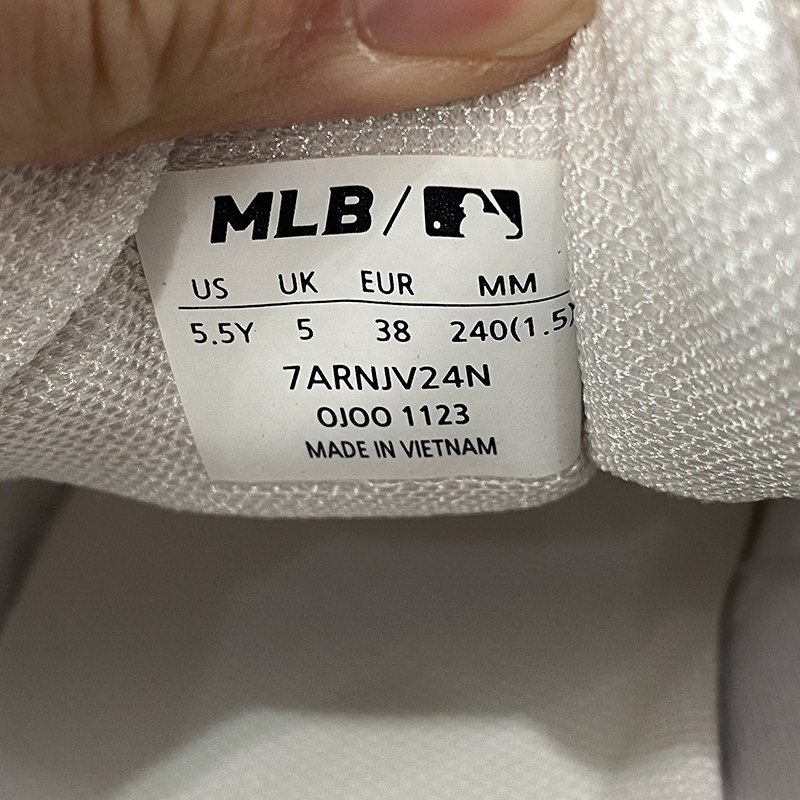 MLB/
US UK EUR MM
5.5Y 5 38 240(1.5)
7ARNJV24N
OJOO 1123
MADE IN VIETNAM